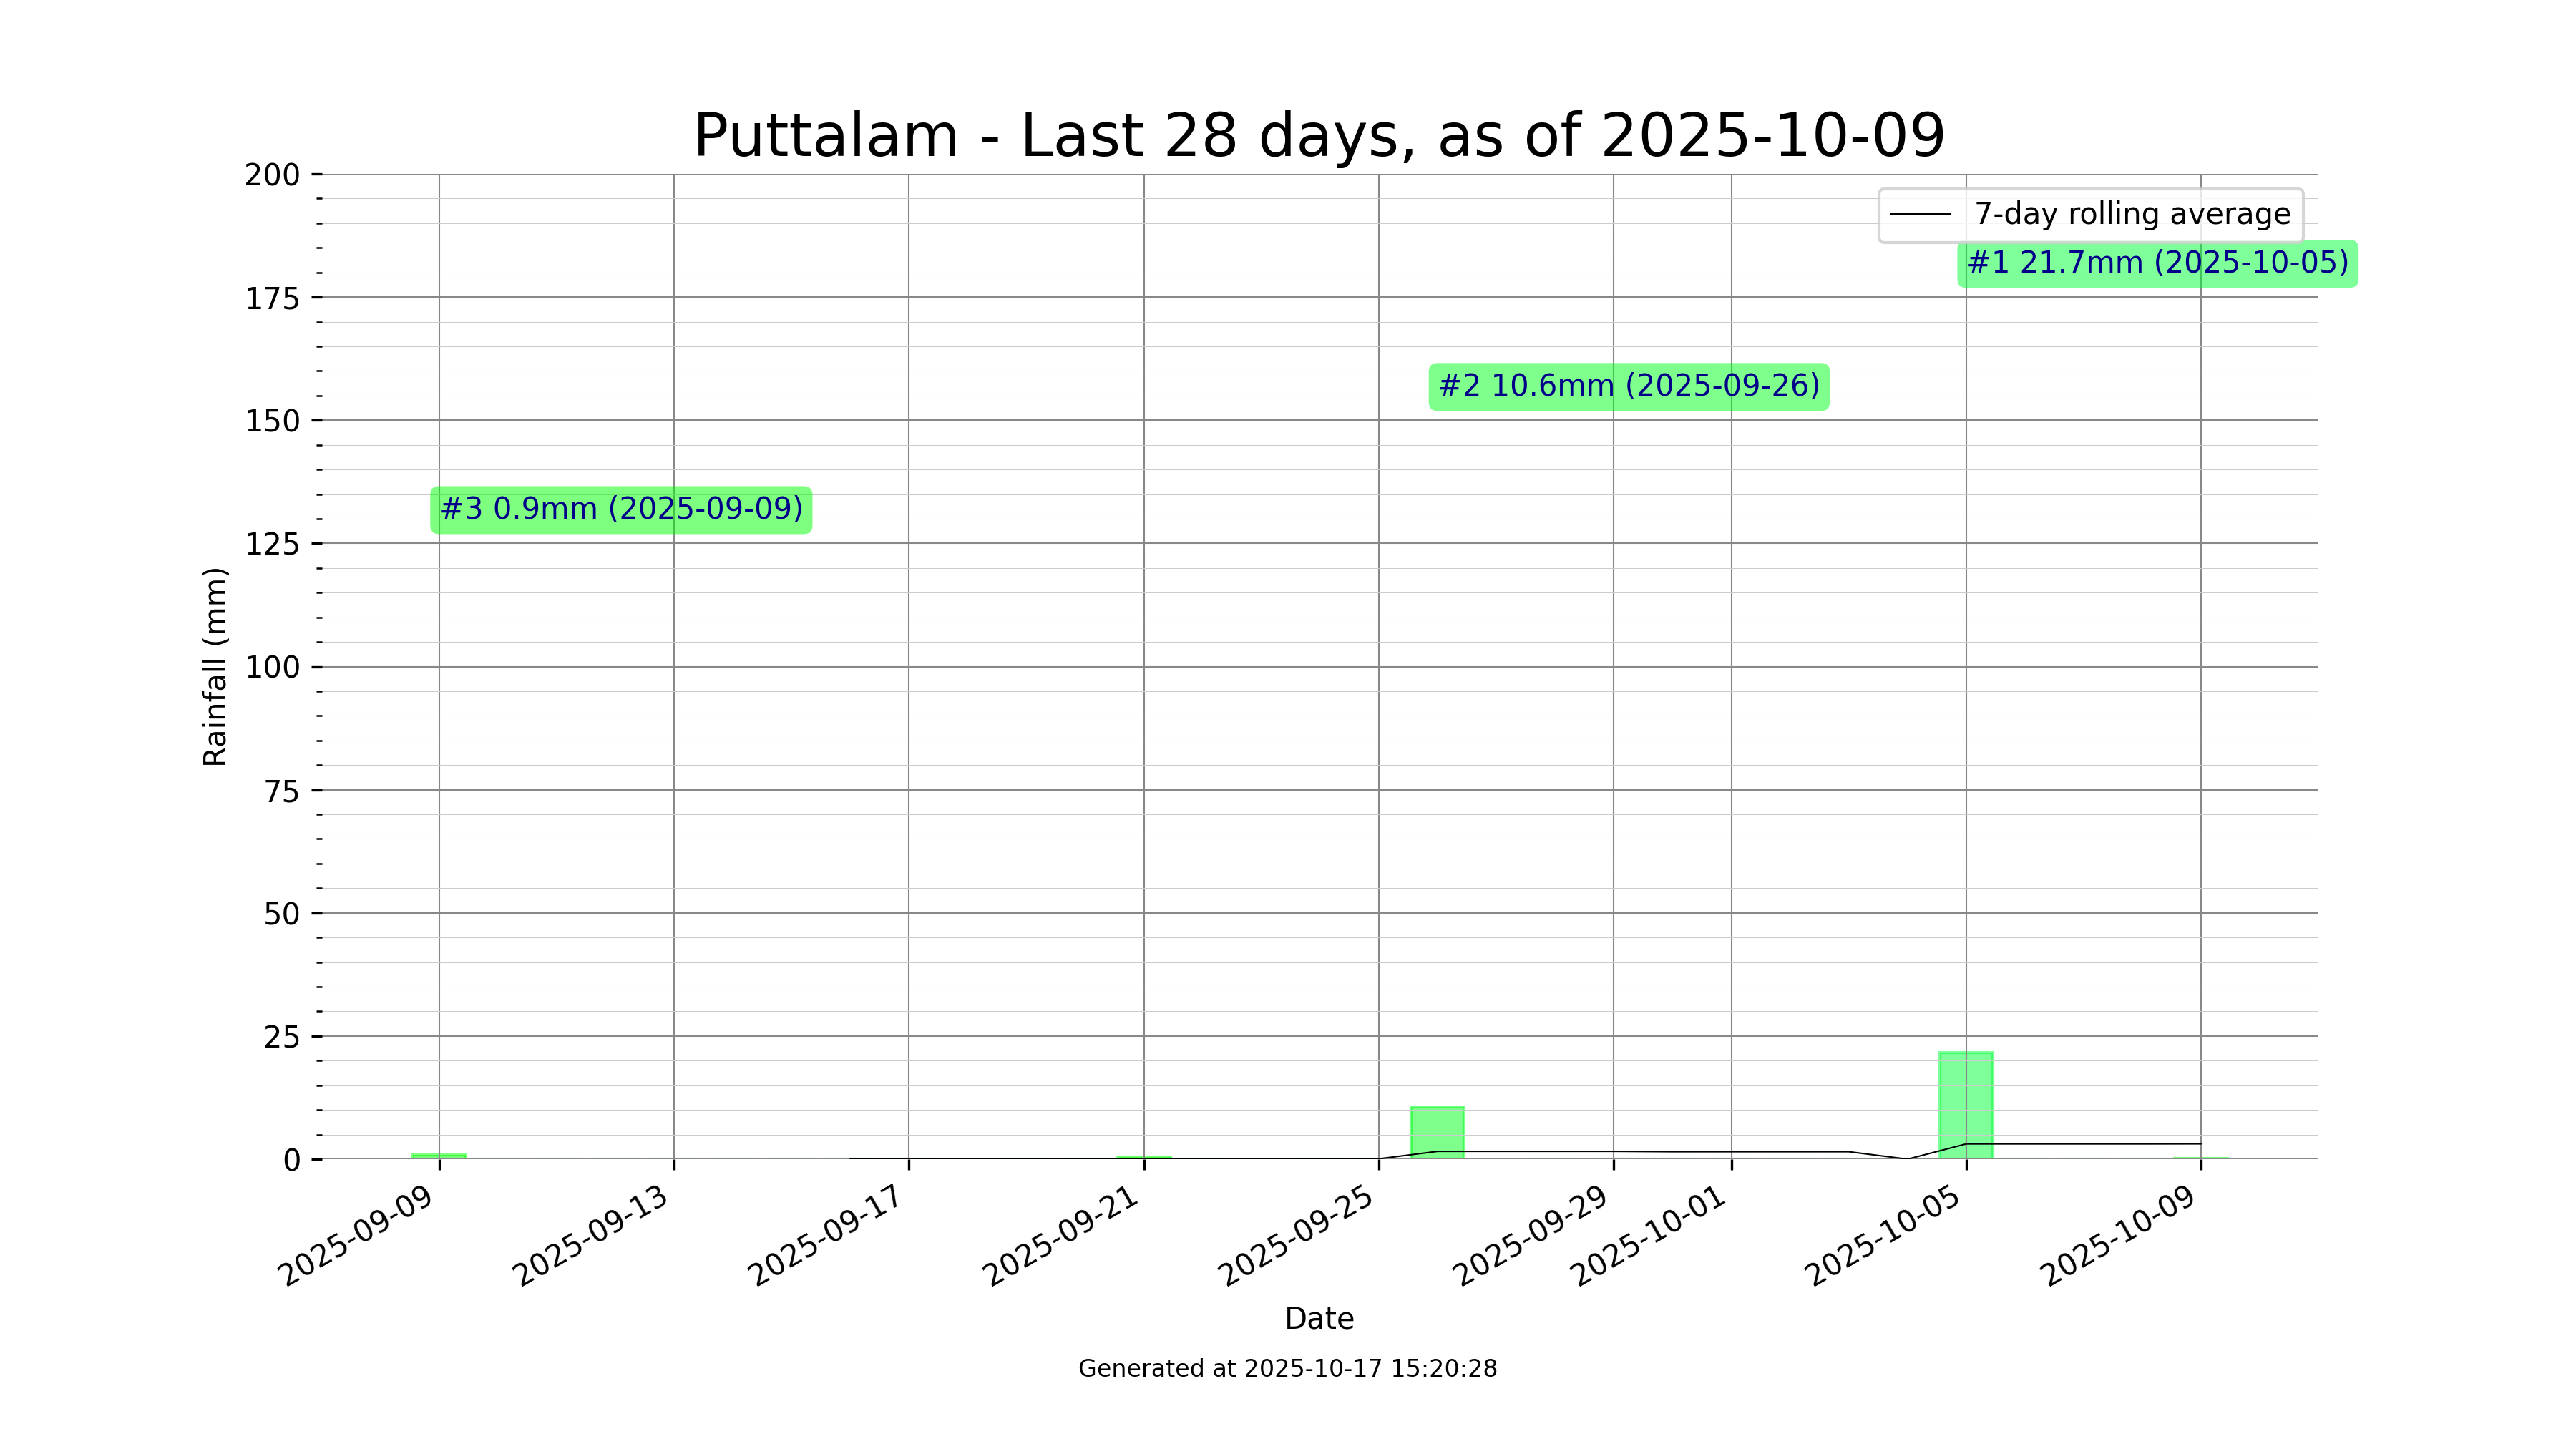 Puttalam - Last 28 days, as of 2025-10-09
200
175
150
125
100
75
50
25
0
Rainfall (mm)
7-day rolling average
#1 21.7mm (2025-10-05)
#2 10.6mm (2025-09-26)
#3 0.9mm (2025-09-09)
2025-09-09
2025-09-13
2025-09-17
2025-09-21
2025-09-25
2025-09-29
2025-10-01
2025-10-05
2025-10-09
Date
Generated at 2025-10-17 15:20:28